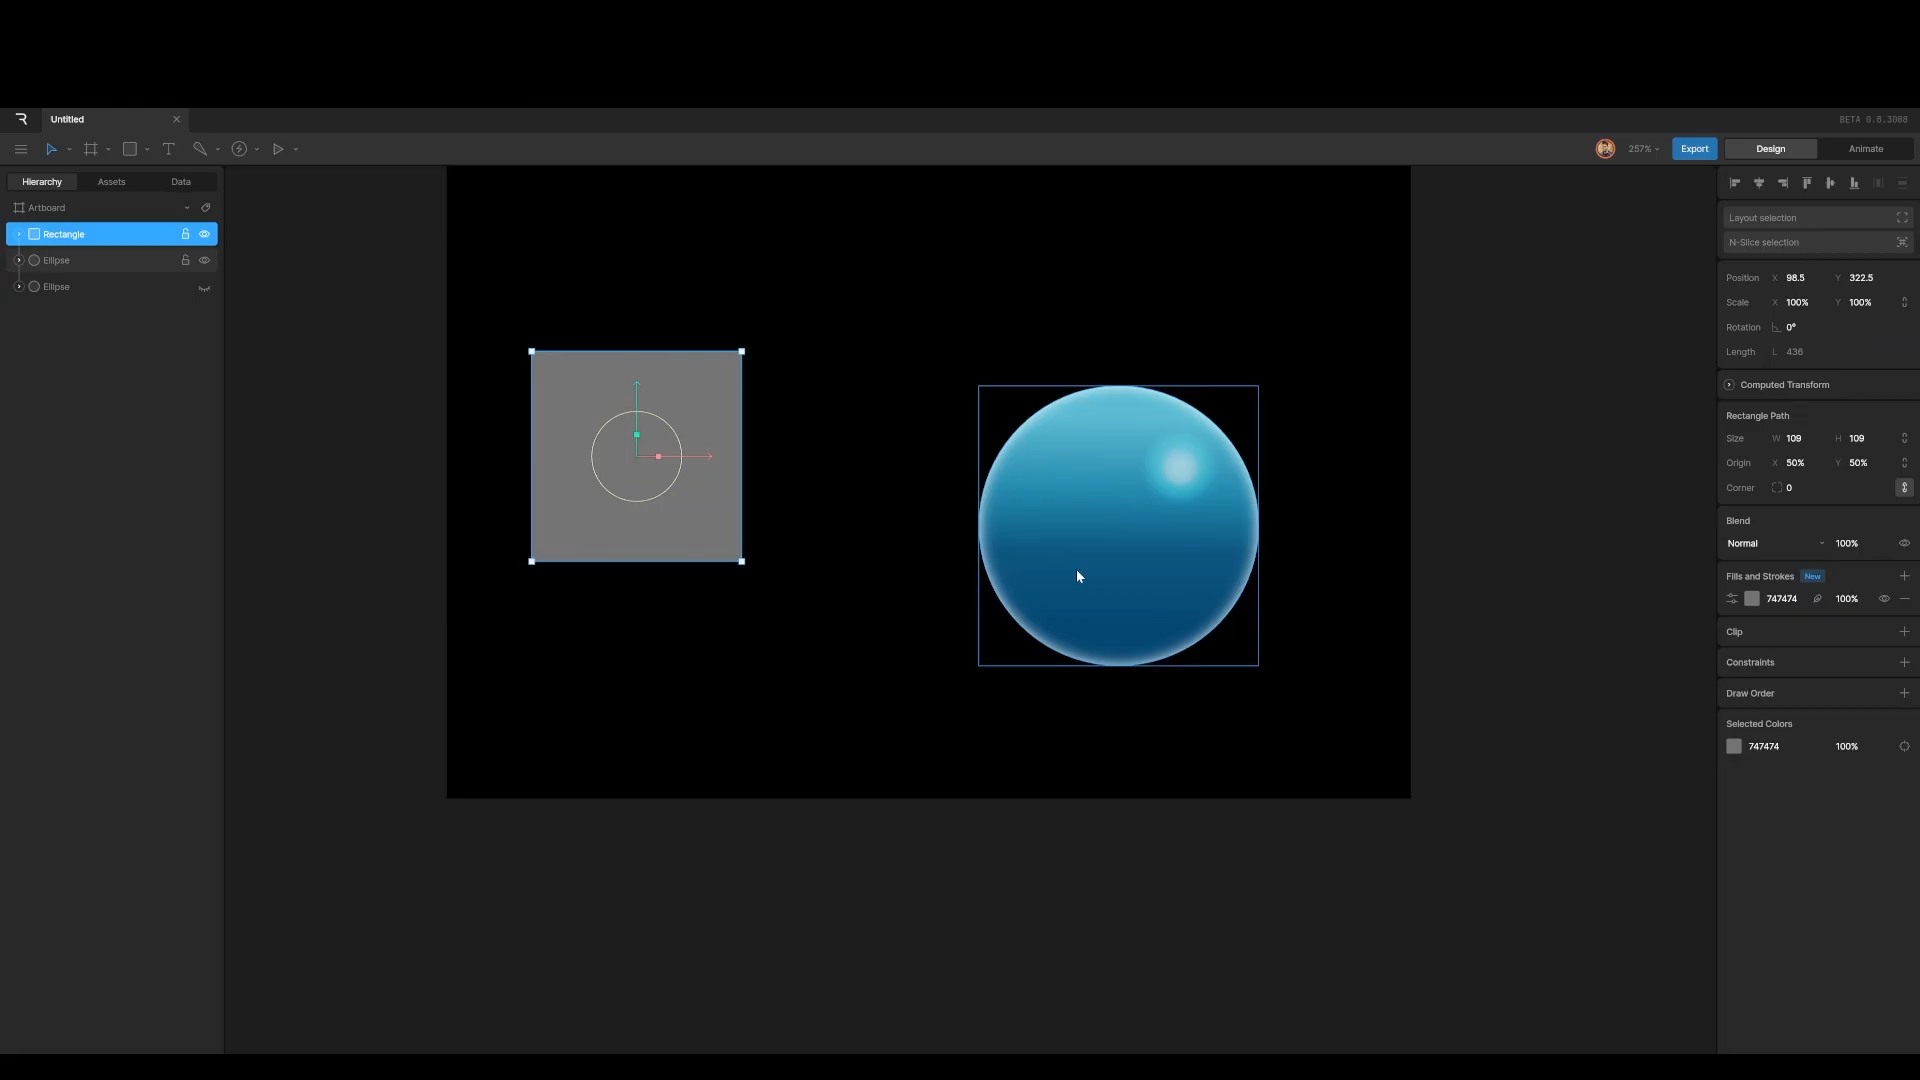 Untitled
BETA 0.8.3088
257%
Export
Design
Animate
Hierarchy
Assets
Data
Artboard
Rectangle
Ellipse
Ellipse
Layout selection
N-Slice selection
Position X 98.5 Y 322.5
Scale X 100% Y 100%
Rotation 0°
Length L 436
Computed Transform
Rectangle Path
Size W 109 H 109
Origin X 50% Y 50%
Corner 0
Blend
Normal 100%
Fills and Strokes New
747474 100%
Clip
Constraints
Draw Order
Selected Colors
747474 100%